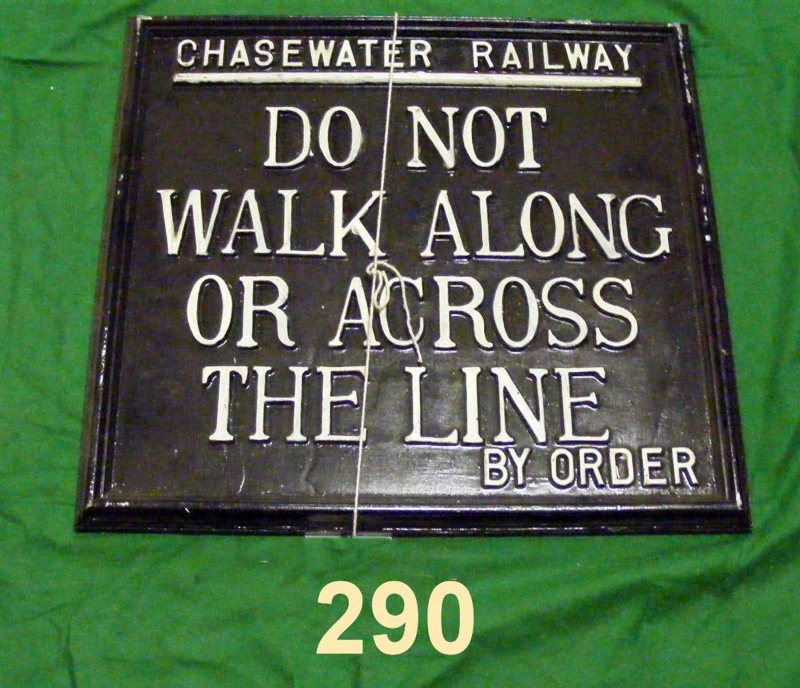 CHASEWATER RAILWAY
DO NOT
WALK ALONG
OR ACROSS
THE LINE
BY ORDER
290